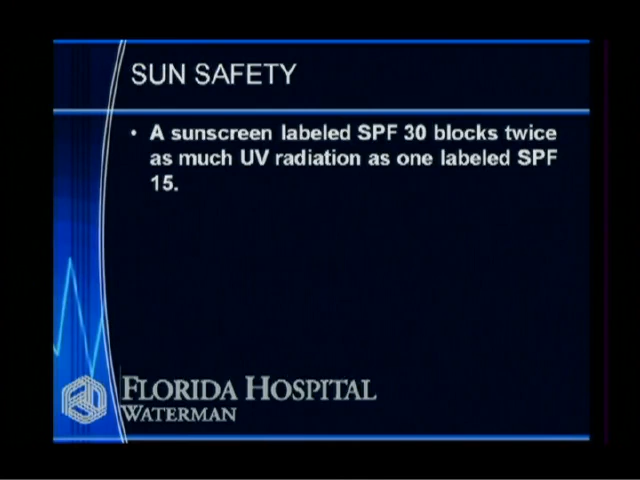 SUN SAFETY
• A sunscreen labeled SPF 30 blocks twice
as much UV radiation as one labeled SPF
15.
FLORIDA HOSPITAL
WATERMAN